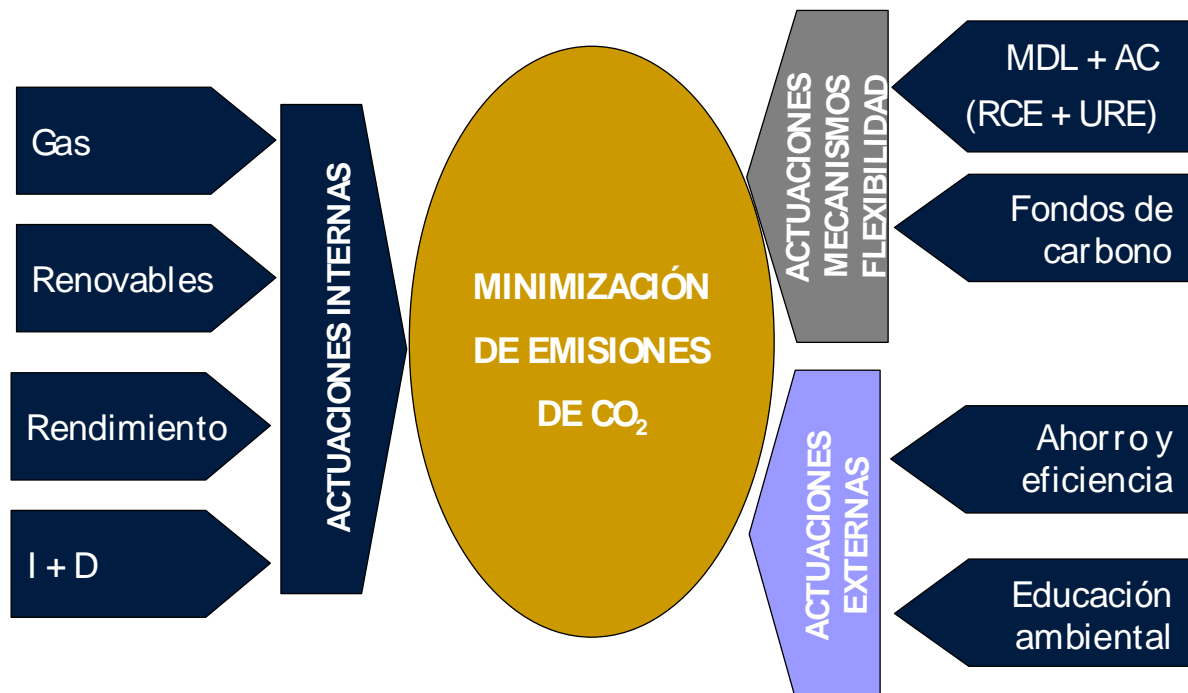 Gas
Renovables
Rendimiento
I + D
ACTUACIONES INTERNAS
MINIMIZACIÓN
DE EMISIONES
DE CO₂
ACTUACIONES
MECANISMOS
FLEXIBILIDAD
MDL + AC
(RCE + URE)
Fondos de
carbono
ACTUACIONES
EXTERNAS
Ahorro y
eficiencia
Educación
ambiental